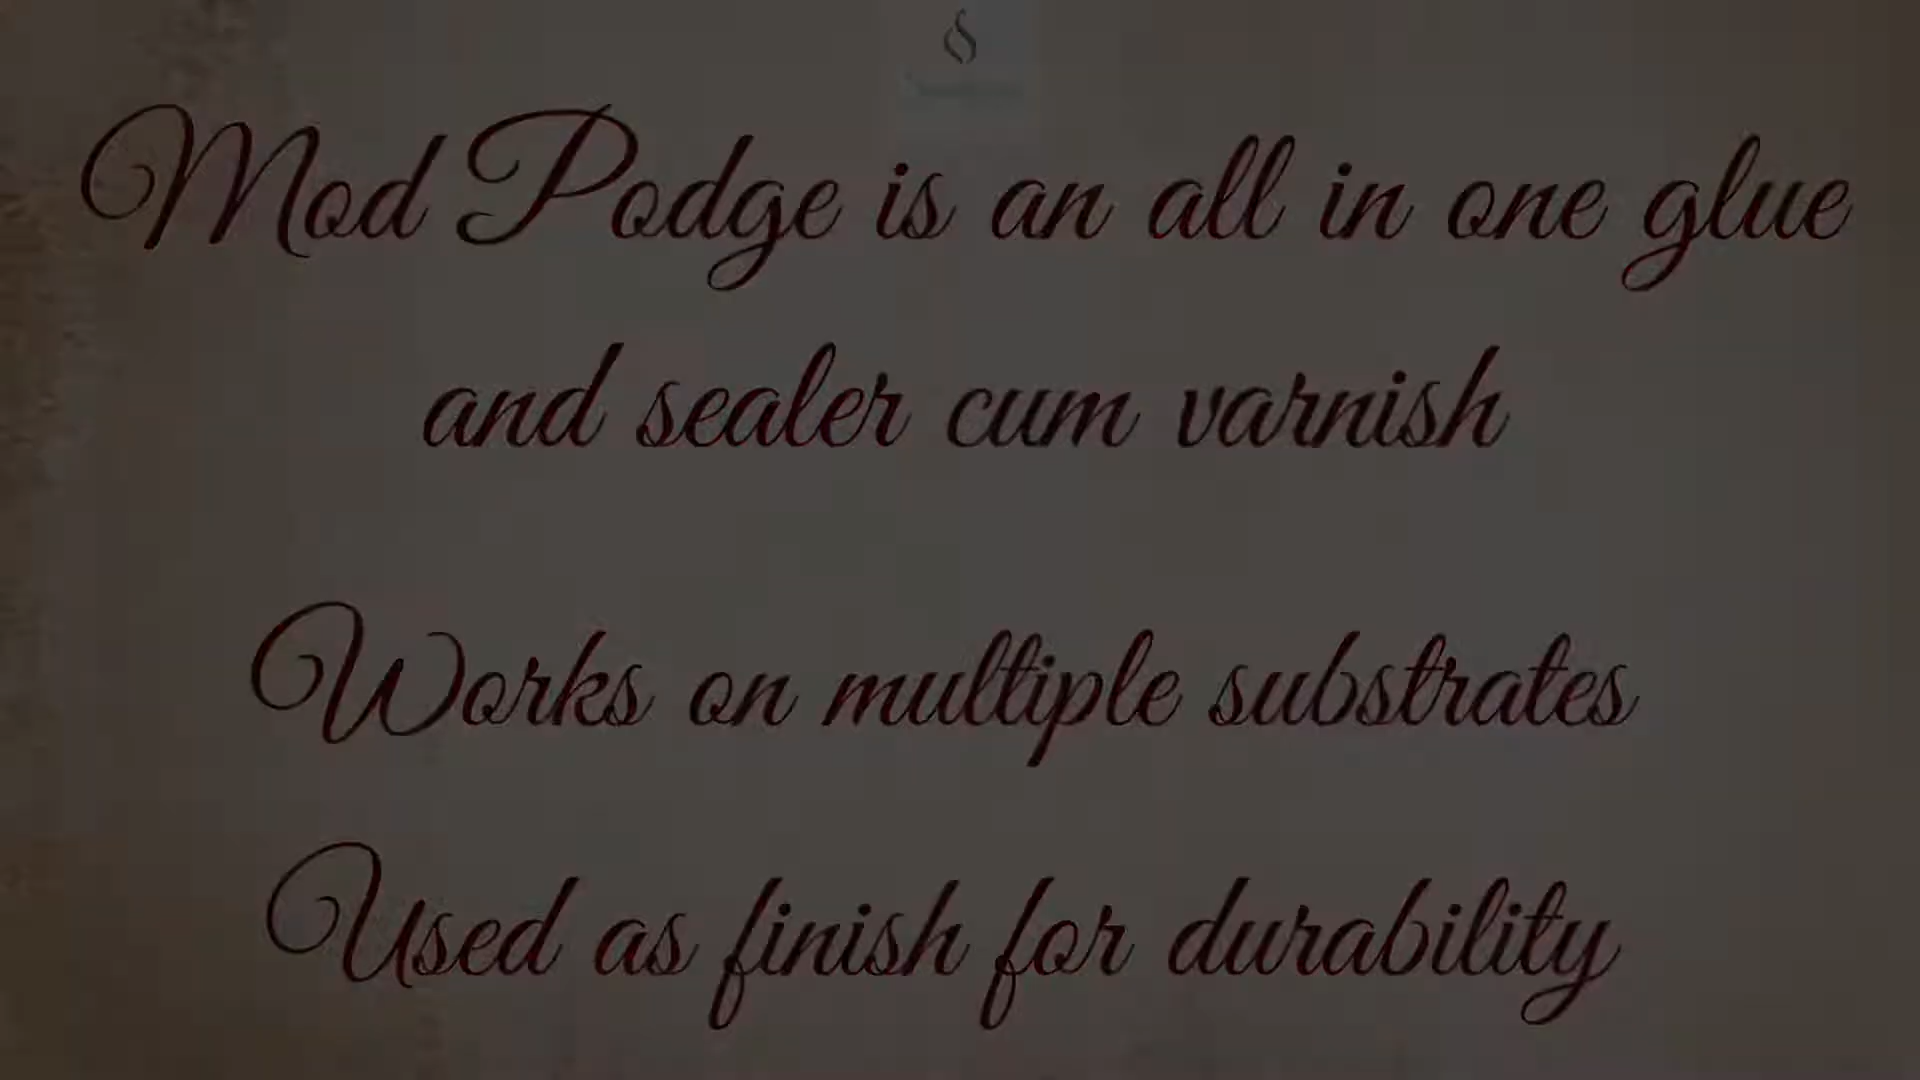 Mod Podge is an all in one glue
and sealer cum varnish
Works on multiple substrates
Used as finish for durability